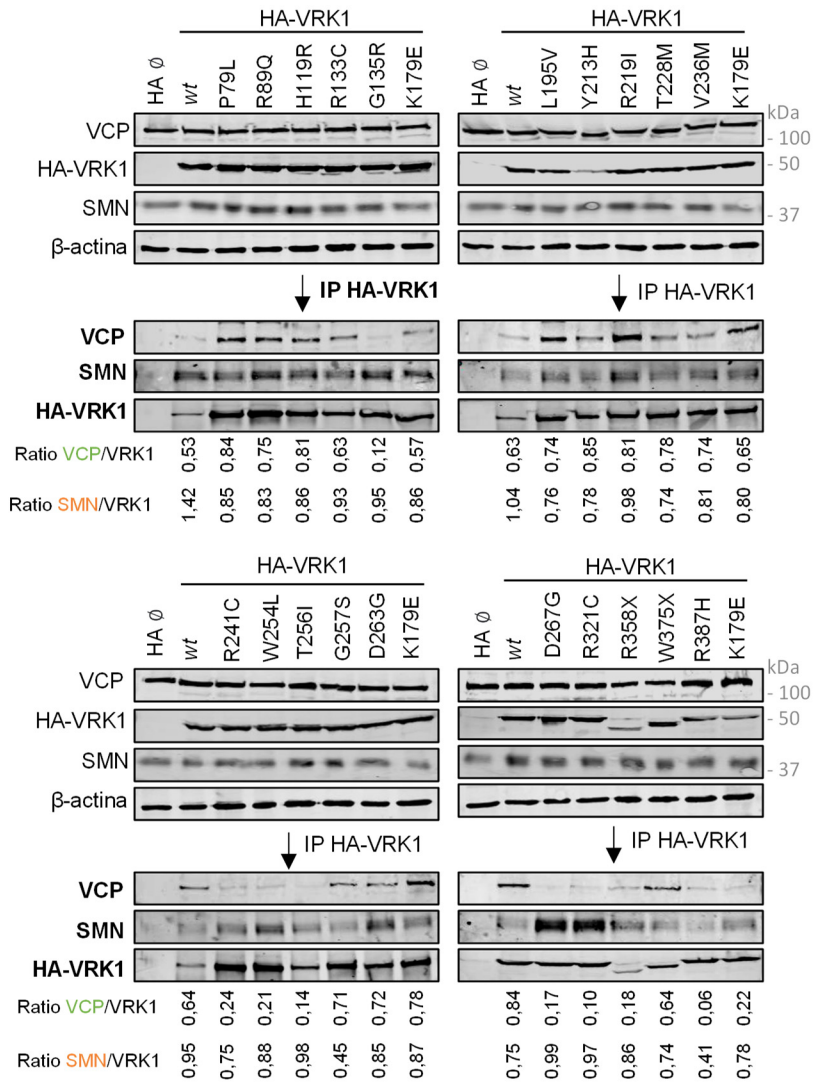 HA-VRK1
HA ∅ wt P79L R89Q H119R R133C G135R K179E
VCP
HA-VRK1
SMN
β-actina
IP HA-VRK1
VCP
SMN
HA-VRK1
Ratio VCP/VRK1 0,53 0,84 0,75 0,81 0,63 0,12 0,57
Ratio SMN/VRK1 1,42 0,85 0,83 0,86 0,93 0,95 0,86
HA-VRK1
HA ∅ wt L195V Y213H R219I T228M V236M K179E
kDa
- 100
- 50
- 37
IP HA-VRK1
0,63 0,74 0,85 0,81 0,78 0,74 0,65
1,04 0,76 0,78 0,98 0,74 0,81 0,80
HA-VRK1
HA ∅ wt R241C W254L T256I G257S D263G K179E
VCP
HA-VRK1
SMN
β-actina
IP HA-VRK1
VCP
SMN
HA-VRK1
Ratio VCP/VRK1 0,64 0,24 0,21 0,14 0,71 0,72 0,78
Ratio SMN/VRK1 0,95 0,75 0,88 0,98 0,45 0,85 0,87
HA-VRK1
HA ∅ wt D267G R321C R358X W375X R387H K179E
kDa
- 100
- 50
- 37
IP HA-VRK1
0,84 0,17 0,10 0,18 0,64 0,06 0,22
0,75 0,99 0,97 0,86 0,74 0,41 0,78